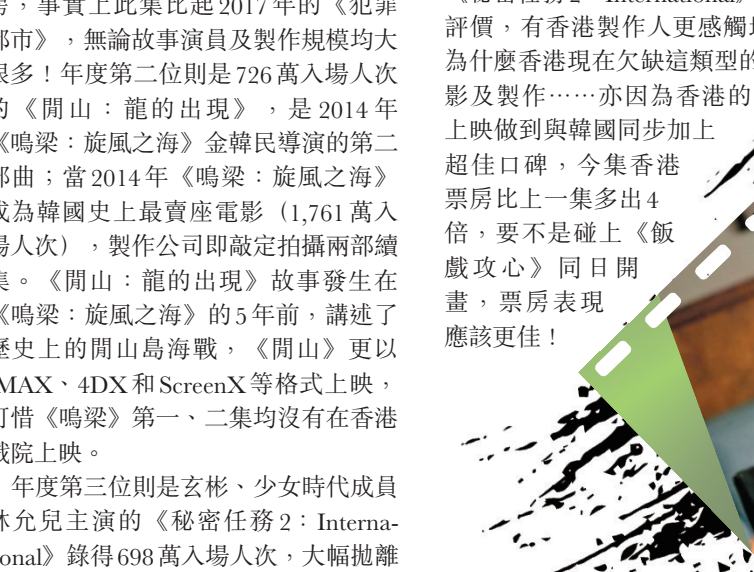 房，事實上此集比起2017年的《犯罪
都市》，無論故事演員及製作規模均大
很多！年度第二位則是726萬入場人次
的《閒山：龍的出現》，是2014年
《鳴梁：旋風之海》金韓民導演的第二
部曲；當2014年《鳴梁：旋風之海》
成為韓國史上最賣座電影（1,761萬入
場人次），製作公司即敲定拍攝兩部續
集。《閒山：龍的出現》故事發生在
《鳴梁：旋風之海》的5年前，講述了
歷史上的閒山島海戰，《閒山》更以
MAX、4DX和ScreenX等格式上映，
可惜《鳴梁》第一、二集均沒有在香港
戲院上映。
年度第三位則是玄彬、少女時代成員
林允兒主演的《秘密任務2：Interna-
onal》錄得698萬入場人次，大幅拋離
《秘密任務2：International》
評價，有香港製作人更感觸
為什麼香港現在欠缺這類型的
影及製作……亦因為香港的
上映做到與韓國同步加上
超佳口碑，今集香港
票房比上一集多出4
倍，要不是碰上《飯
戲攻心》同日開
畫，票房表現
應該更佳！